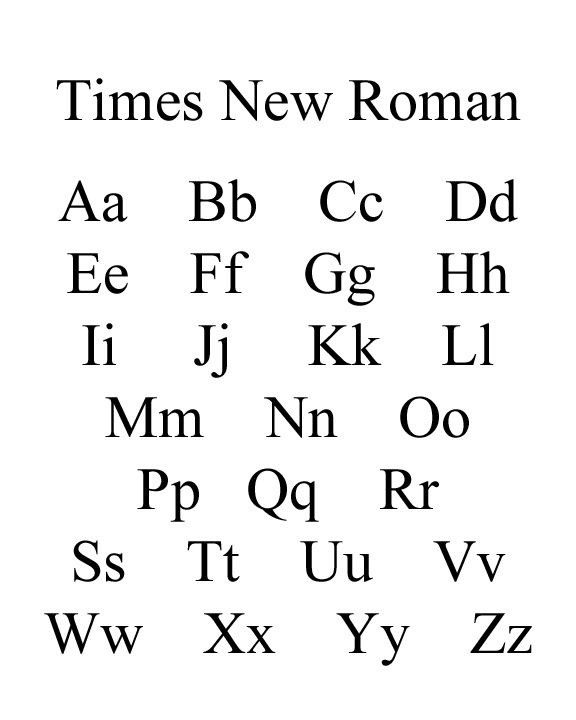 Times New Roman
Aa Bb Cc Dd
Ee Ff Gg Hh
Ii Jj Kk Ll
Mm Nn Oo
Pp Qq Rr
Ss Tt Uu Vv
Ww Xx Yy Zz